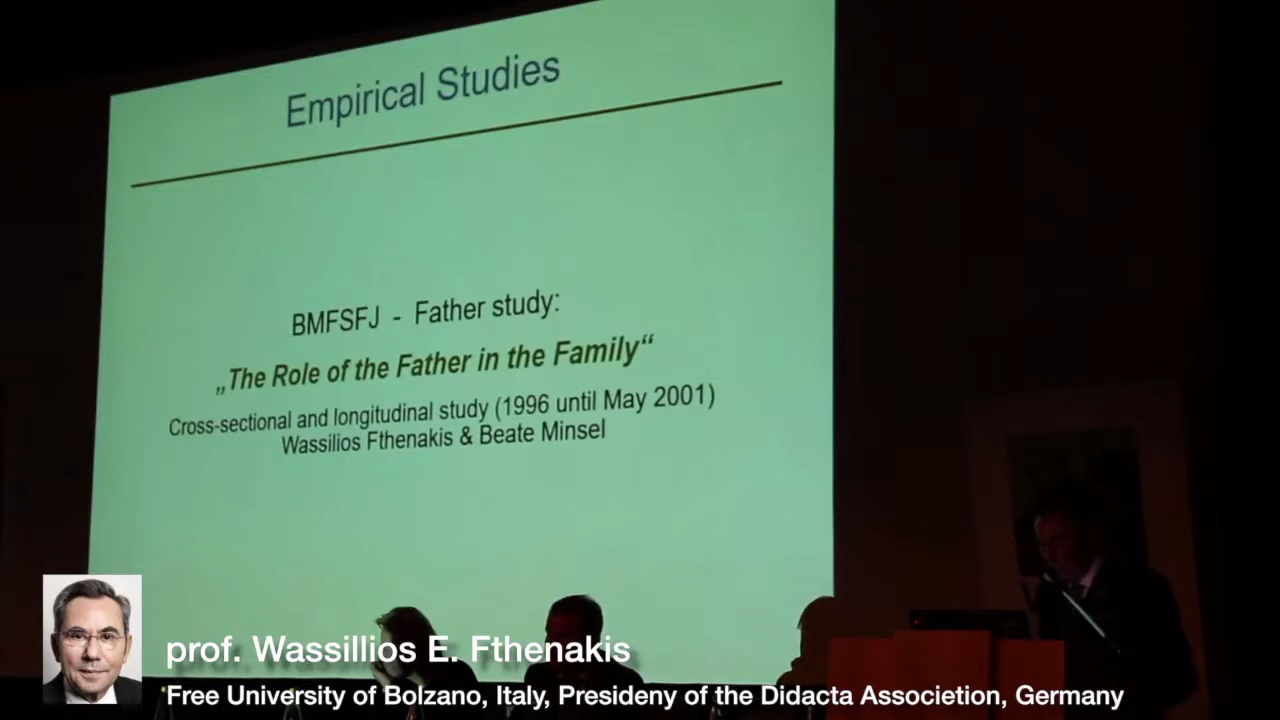 Empirical Studies
BMFSFJ - Father study:
„The Role of the Father in the Family“
Cross-sectional and longitudinal study (1996 until May 2001)
Wassilios Fthenakis & Beate Minsel
prof. Wassillios E. Fthenakis
Free University of Bolzano, Italy, Presideny of the Didacta Associetion, Germany